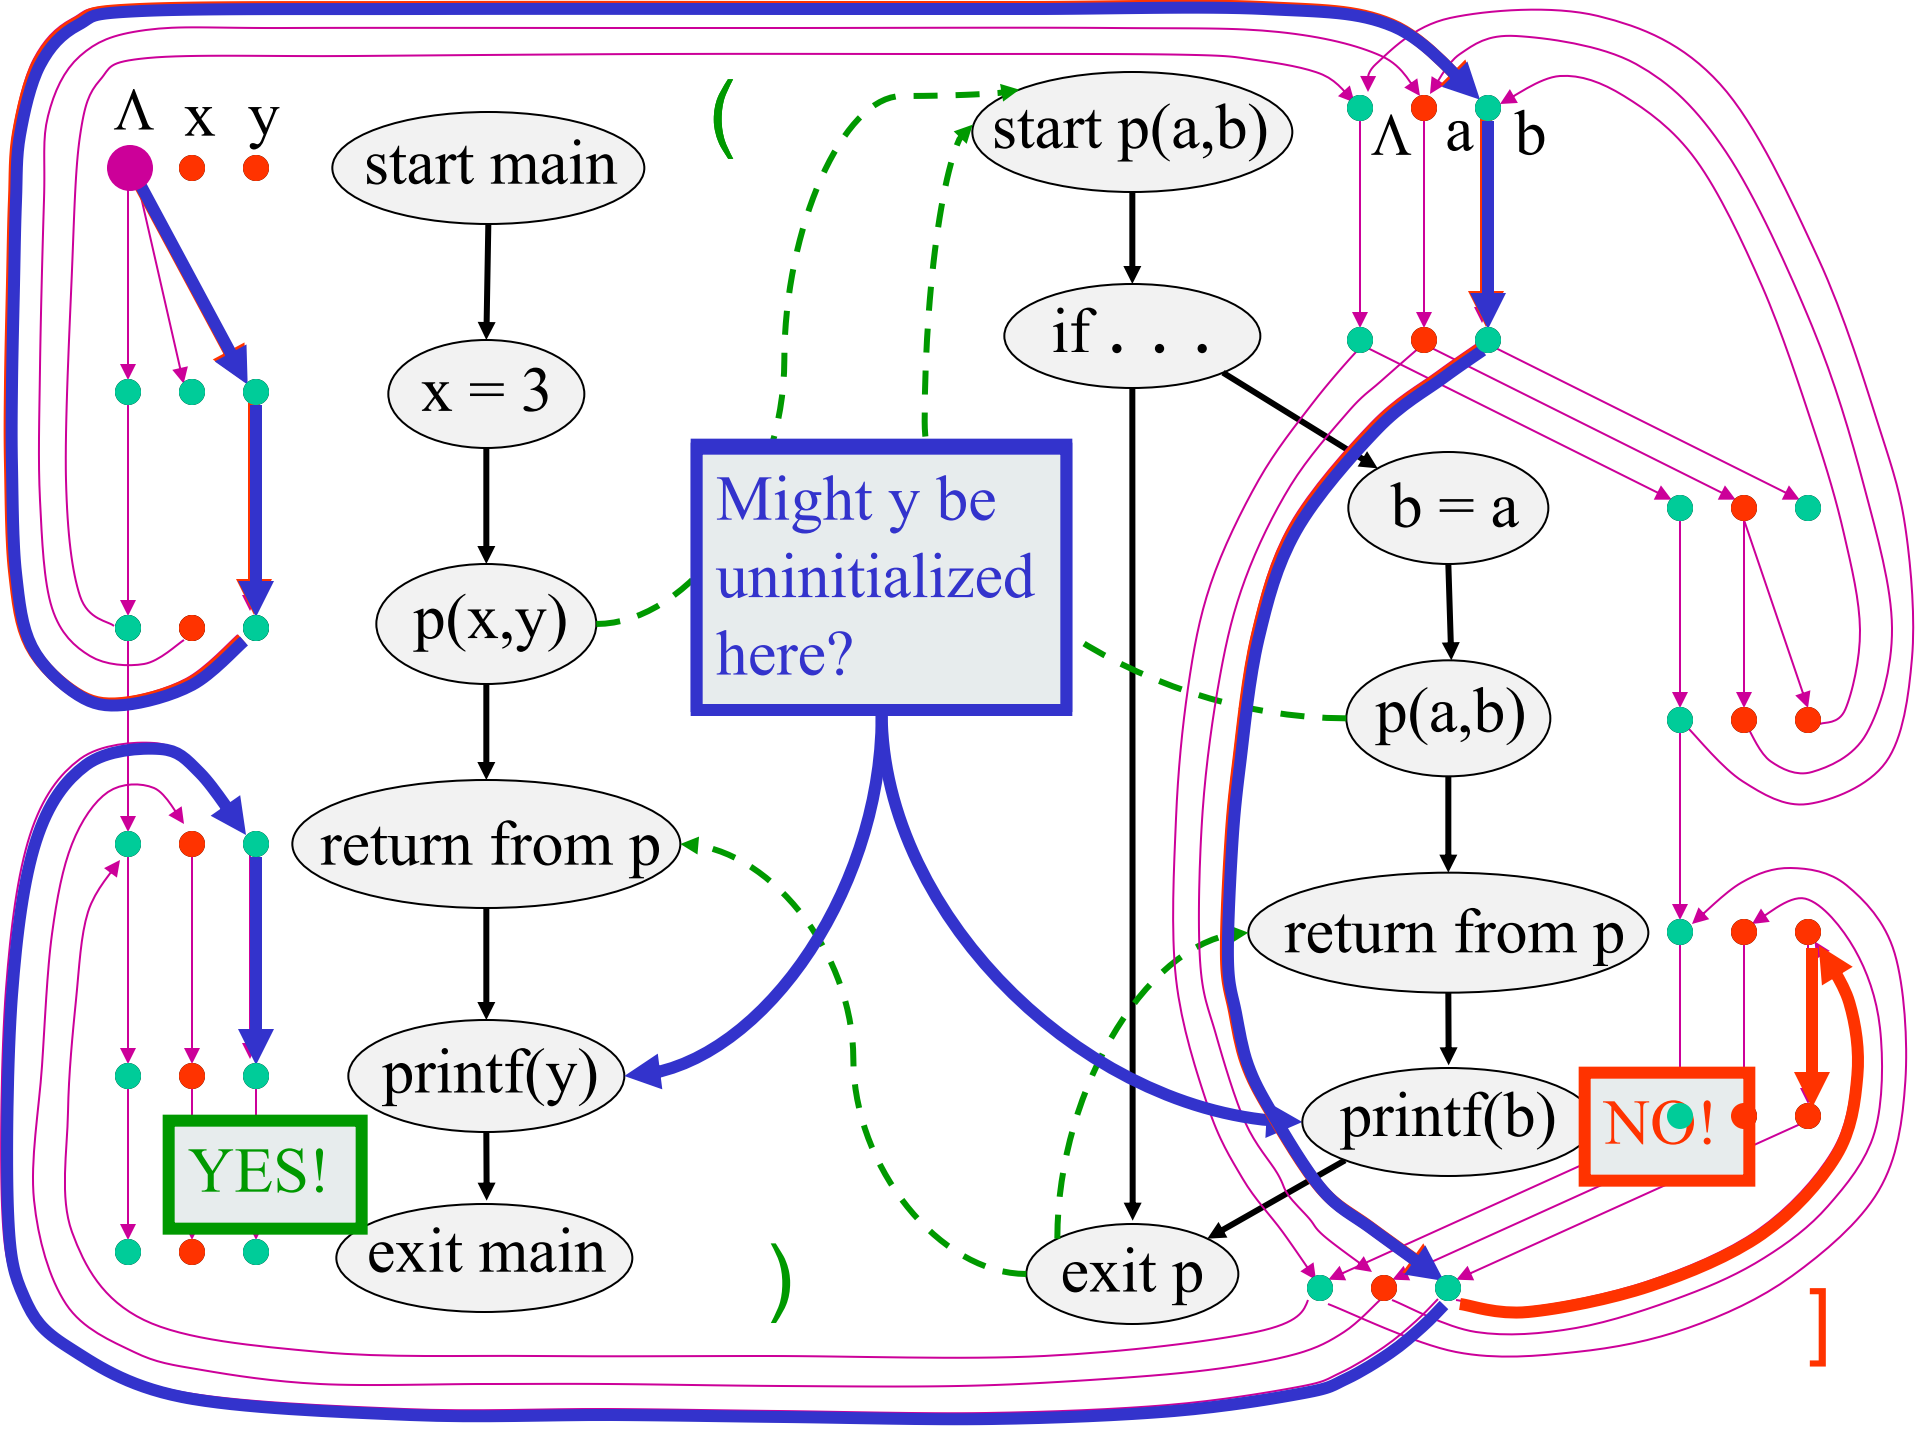 Λ x y
start main
x = 3
p(x,y)
return from p
printf(y)
exit main
YES!
(
)
Might y be
uninitialized
here?
start p(a,b)
if . . .
b = a
p(a,b)
return from p
printf(b)
exit p
Λ a b
NO!
]